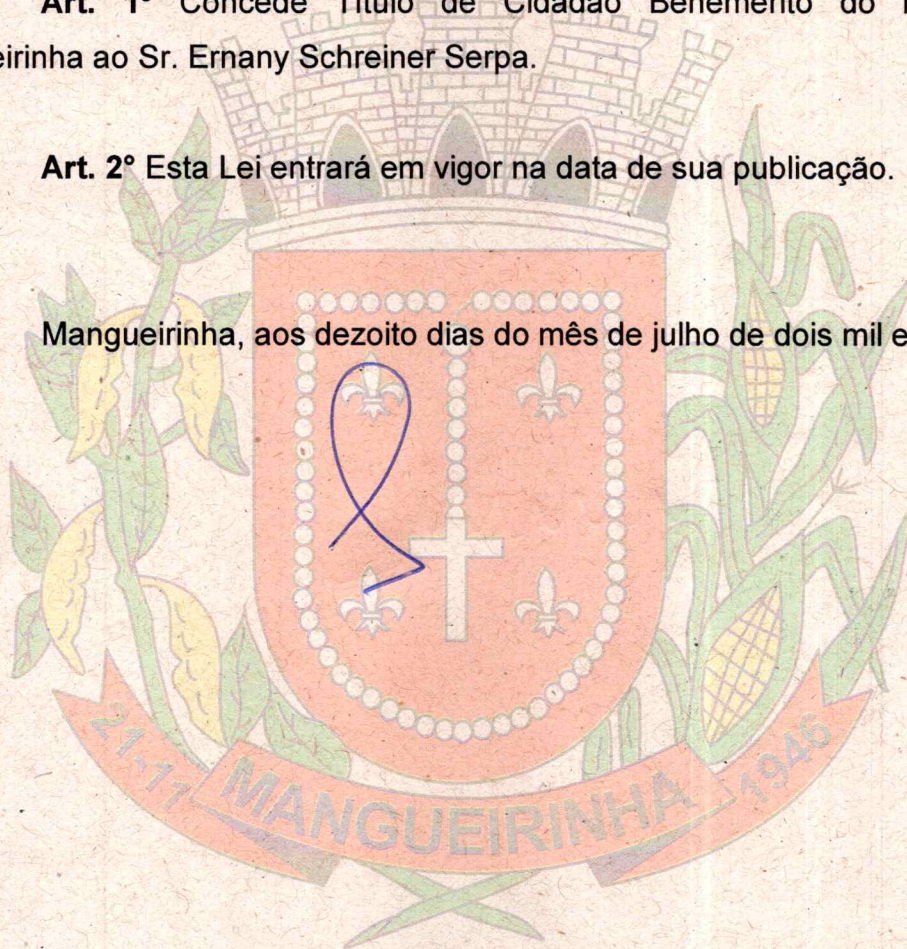 Art. 1° Concede Título de Cidadão Benemérito do
eirinha ao Sr. Ernany Schreiner Serpa.
Art. 2° Esta Lei entrará em vigor na data de sua publicação.
Mangueirinha, aos dezoito dias do mês de julho de dois mil e
21-11 MANGUEIRINHA 1946